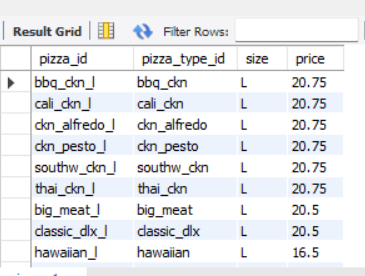 Result Grid Filter Rows:
pizza_id pizza_type_id size price
bbq_ckn_l bbq_ckn L 20.75
cali_ckn_l cali_ckn L 20.75
ckn_alfredo_l ckn_alfredo L 20.75
ckn_pesto_l ckn_pesto L 20.75
southw_ckn_l southw_ckn L 20.75
thai_ckn_l thai_ckn L 20.75
big_meat_l big_meat L 20.5
classic_dlx_l classic_dlx L 20.5
hawaiian_l hawaiian L 16.5